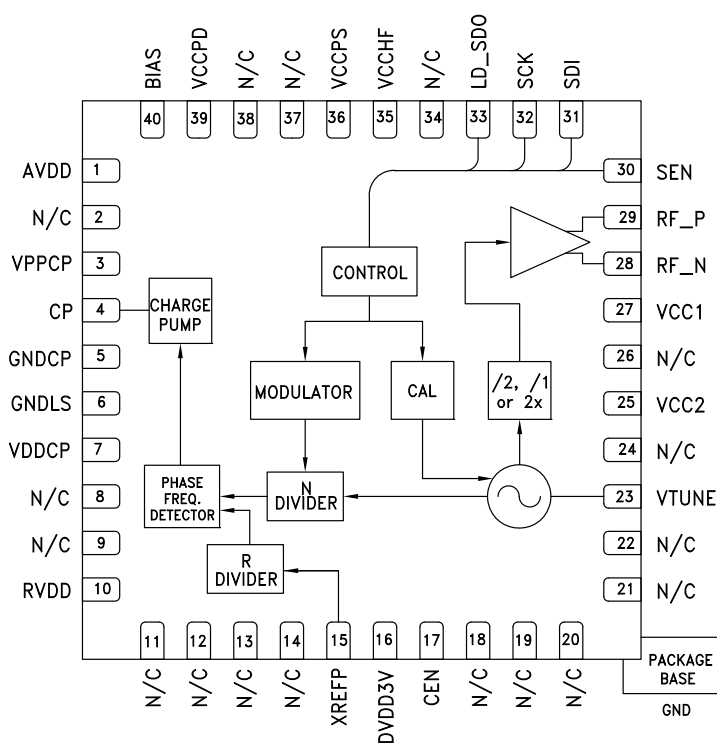 BIAS
VCCPD
N/C
N/C
VCCPS
VCCHF
N/C
LD_SDO
SCK
SDI
40
39
38
37
36
35
34
33
32
31
AVDD 1
N/C 2
VPPCP 3
CP 4
GNDCP 5
GNDLS 6
VDDCP 7
N/C 8
N/C 9
RVDD 10
30 SEN
29 RF_P
28 RF_N
27 VCC1
26 N/C
25 VCC2
24 N/C
23 VTUNE
22 N/C
21 N/C
CONTROL
CHARGE
PUMP
MODULATOR
CAL
/2, /1
or 2x
PHASE
FREQ.
DETECTOR
N
DIVIDER
R
DIVIDER
11
12
13
14
15
16
17
18
19
20
N/C
N/C
N/C
N/C
XREFP
DVDD3V
CEN
N/C
N/C
N/C
PACKAGE
BASE
GND